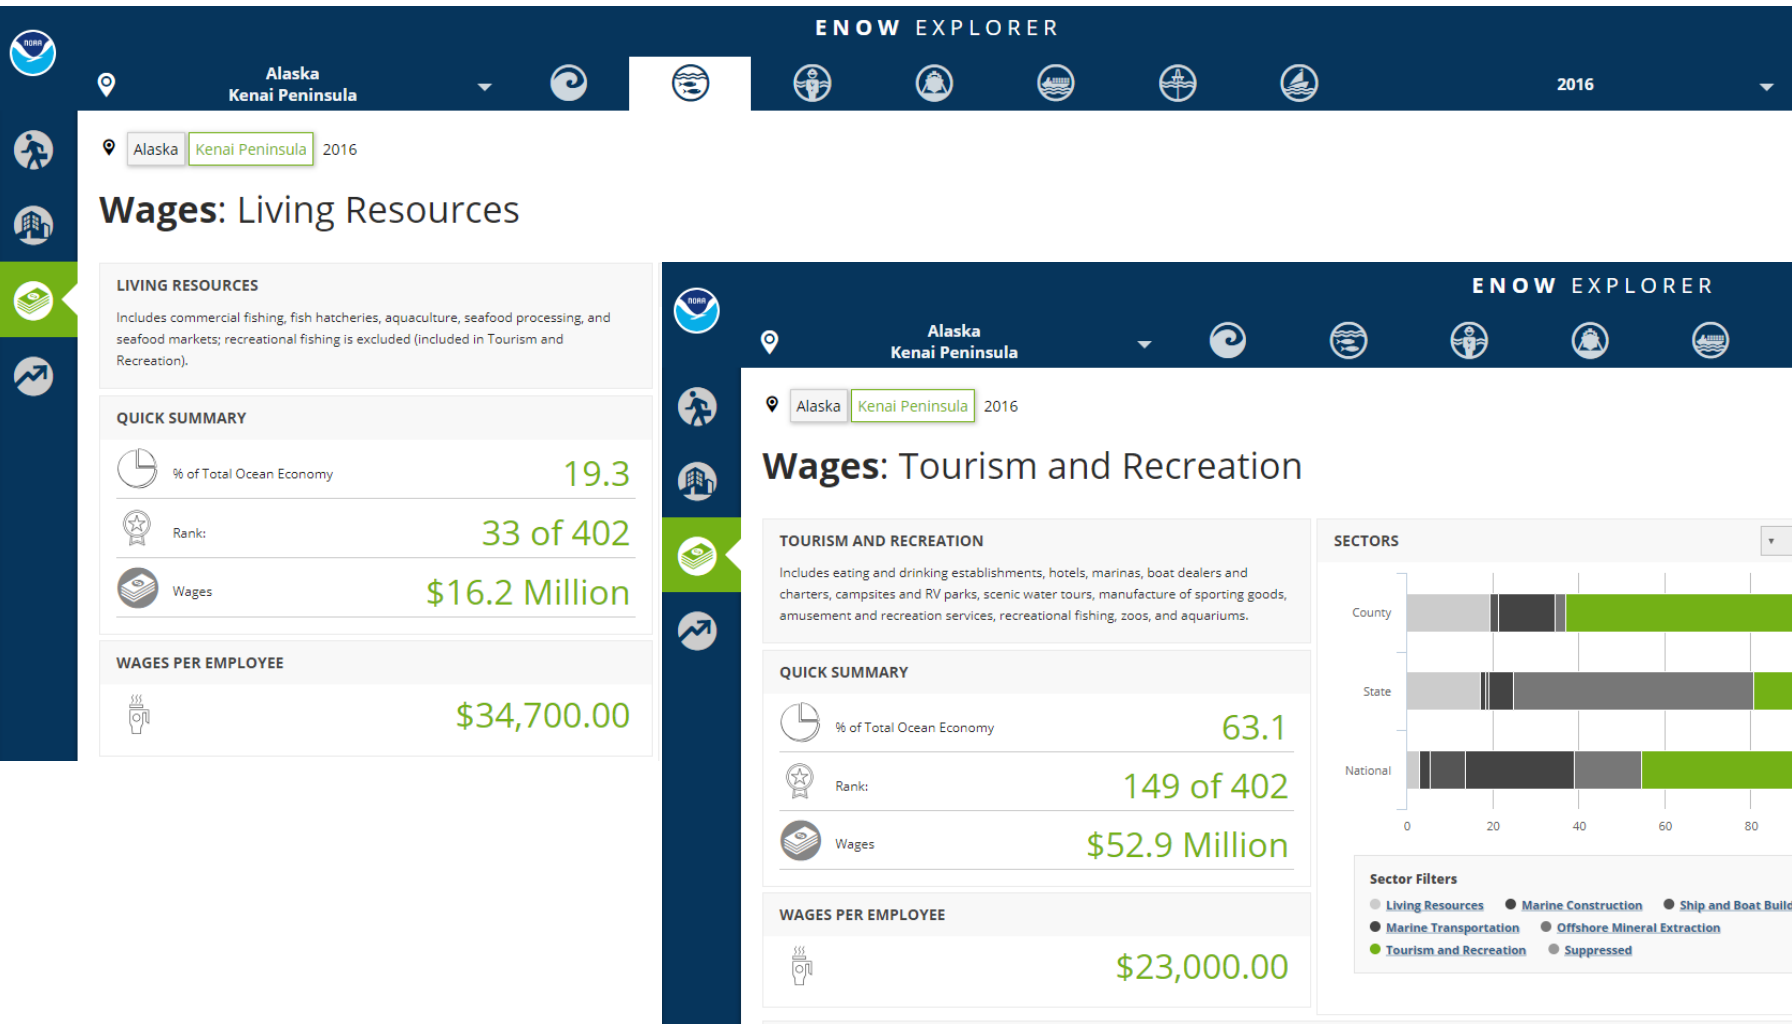 ENOW EXPLORER
NOAA
Alaska
Kenai Peninsula
2016
Alaska
Kenai Peninsula
2016
Wages: Living Resources
LIVING RESOURCES
Includes commercial fishing, fish hatcheries, aquaculture, seafood processing, and
seafood markets; recreational fishing is excluded (included in Tourism and
Recreation).
QUICK SUMMARY
% of Total Ocean Economy
19.3
Rank:
33 of 402
Wages
$16.2 Million
WAGES PER EMPLOYEE
$34,700.00
ENOW EXPLORER
NOAA
Alaska
Kenai Peninsula
Alaska
Kenai Peninsula
2016
Wages: Tourism and Recreation
TOURISM AND RECREATION
Includes eating and drinking establishments, hotels, marinas, boat dealers and
charters, campsites and RV parks, scenic water tours, manufacture of sporting goods,
amusement and recreation services, recreational fishing, zoos, and aquariums.
QUICK SUMMARY
% of Total Ocean Economy
63.1
Rank:
149 of 402
Wages
$52.9 Million
WAGES PER EMPLOYEE
$23,000.00
SECTORS
County
State
National
0 20 40 60 80
Sector Filters
Living Resources Marine Construction Ship and Boat Build
Marine Transportation Offshore Mineral Extraction
Tourism and Recreation Suppressed